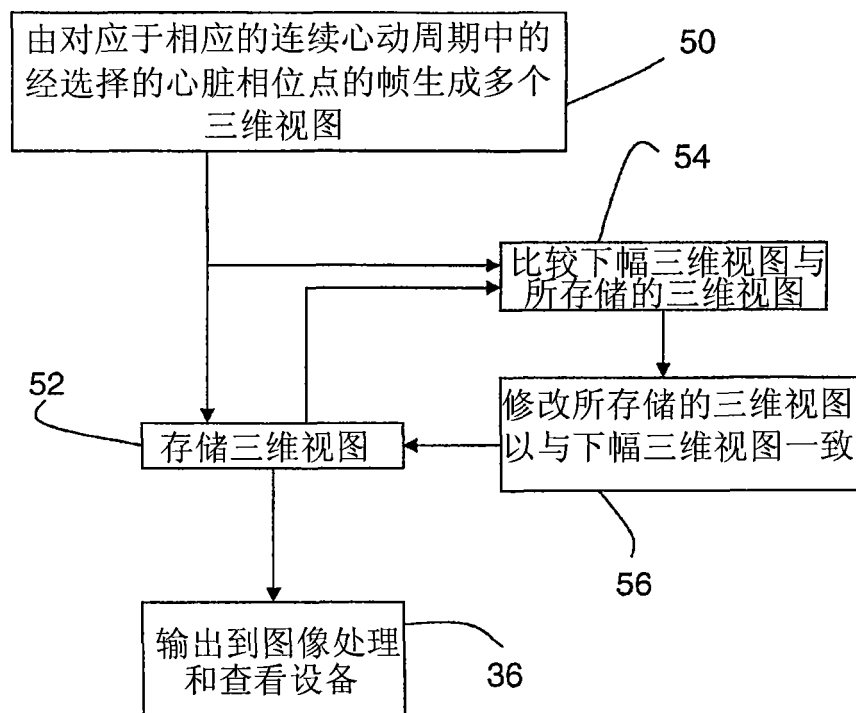 由对应于相应的连续心动周期中的
经选择的心脏相位点的帧生成多个
三维视图
50
54
比较下幅三维视图与
所存储的三维视图
52
存储三维视图
修改所存储的三维视图
以与下幅三维视图一致
56
输出到图像处理
和查看设备
36